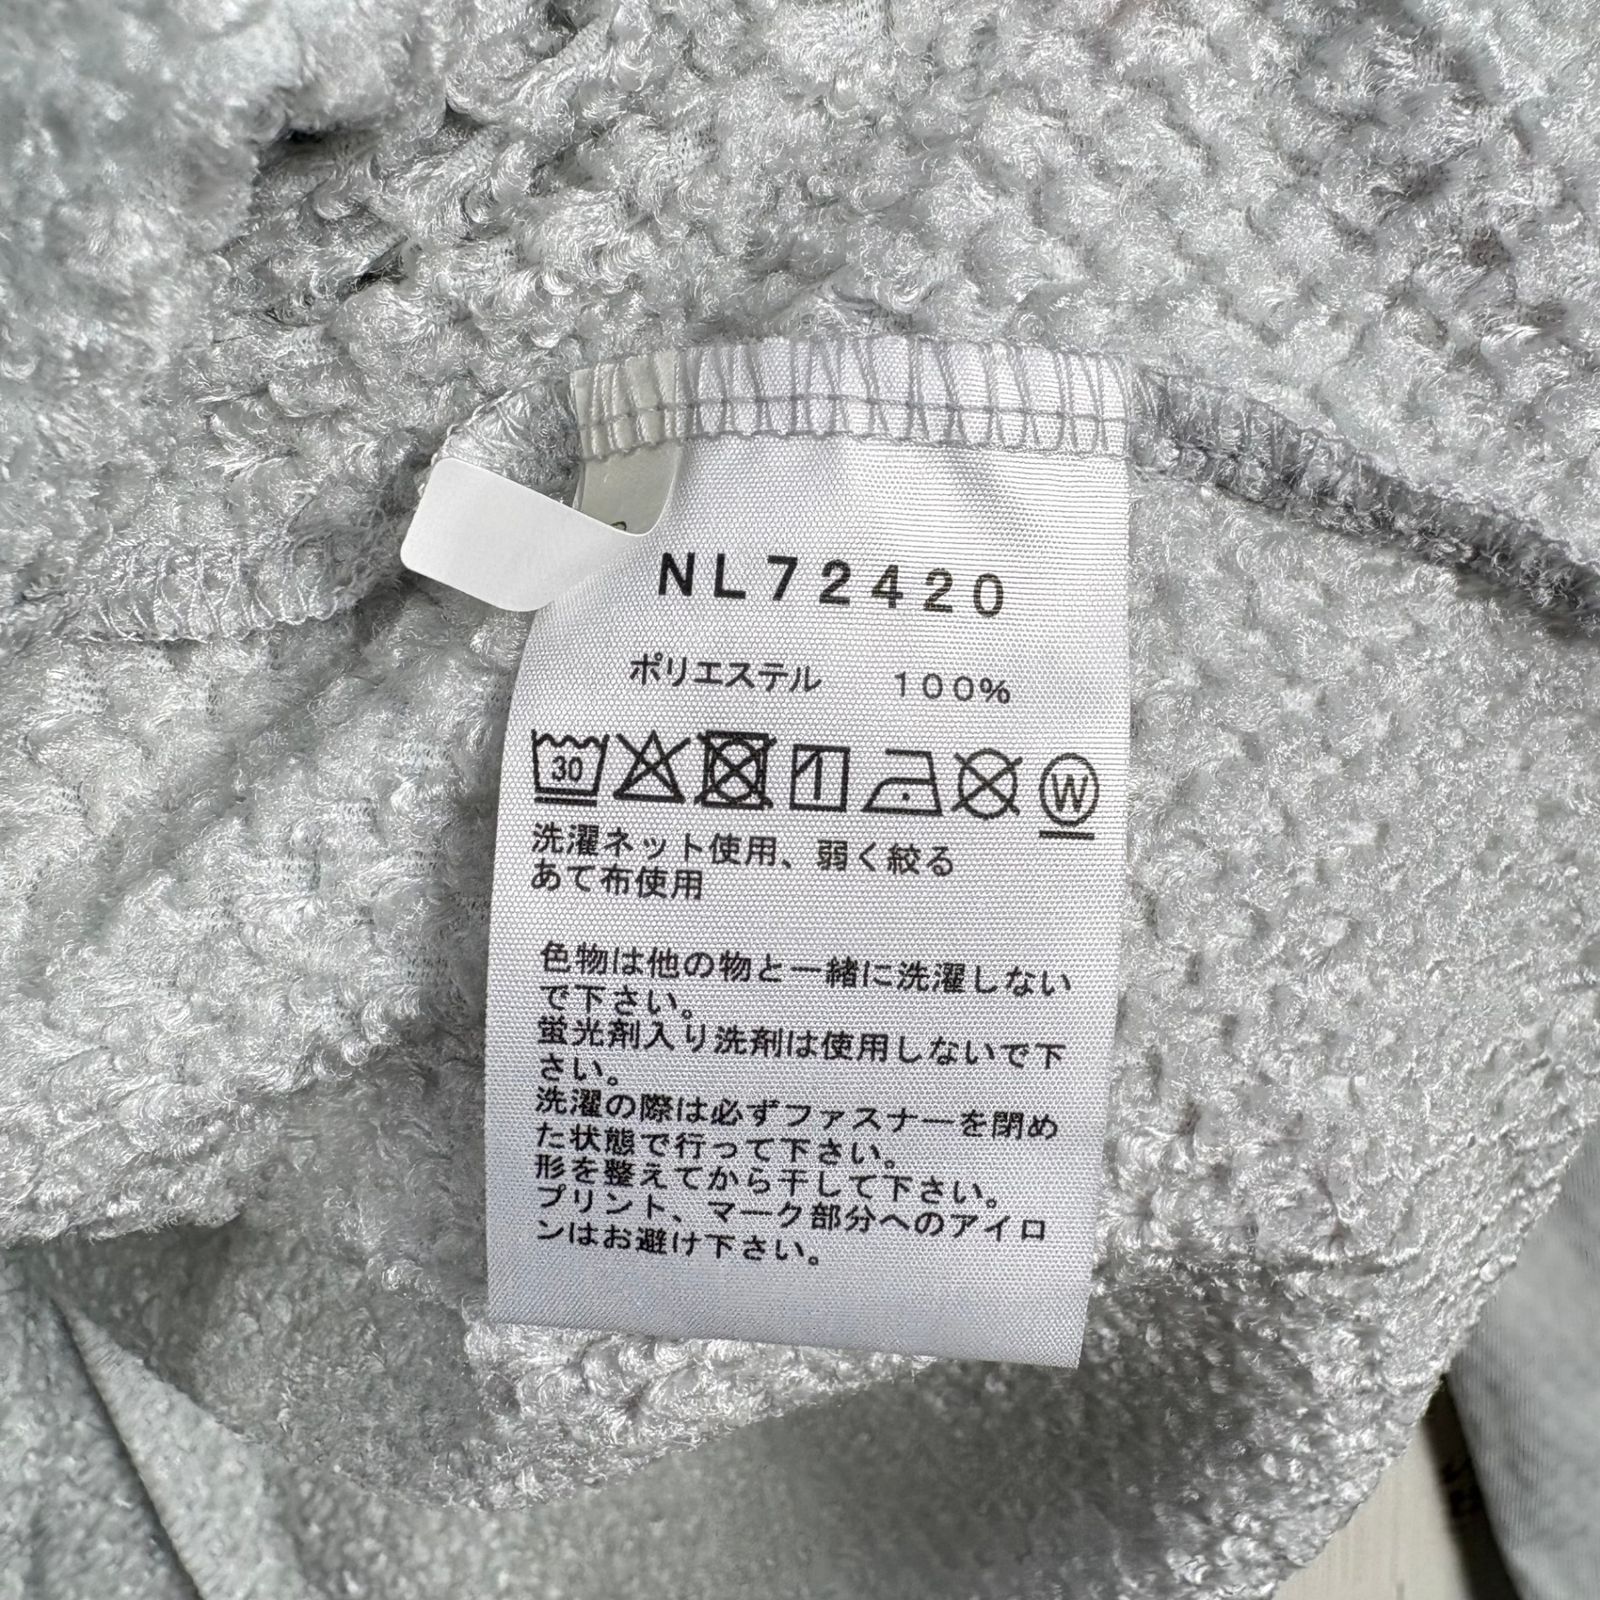 NL72420
ポリエステル 100%
30
W
洗濯ネット使用、弱く絞る
あて布使用
色物は他の物と一緒に洗濯しない
で下さい。
蛍光剤入り洗剤は使用しないで下
さい。
洗濯の際は必ずファスナーを閉め
た状態で行って下さい。
形を整えてから干して下さい。
プリント、マーク部分へのアイロ
ンはお避け下さい。